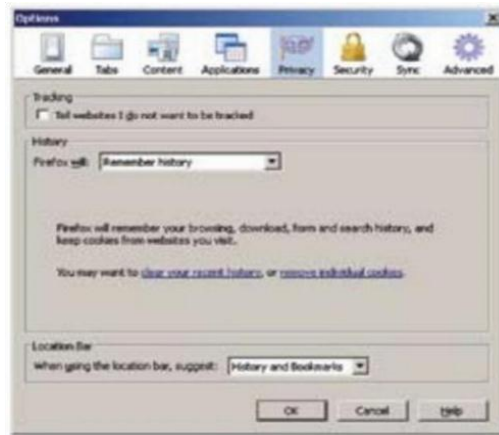 Options
General Tabs Content Applications Privacy Security Sync Advanced
Tracking
Tell websites I do not want to be tracked
History
Firefox will: Remember history
Firefox will remember your browsing, download, form and search history, and
keep cookies from websites you visit.
You may want to clear your recent history, or remove individual cookies.
Location Bar
When using the location bar, suggest: History and Bookmarks
OK Cancel Help